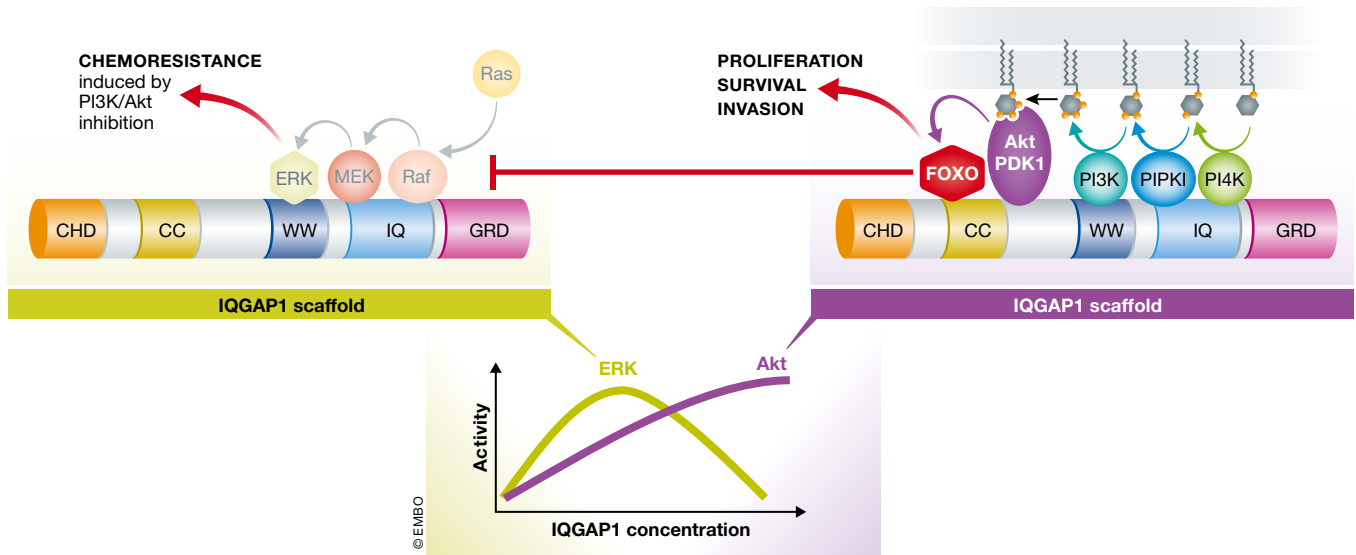 CHEMORESISTANCE
induced by
PI3K/Akt
inhibition
Ras
ERK
MEK
Raf
CHD
CC
WW
IQ
GRD
IQGAP1 scaffold
PROLIFERATION
SURVIVAL
INVASION
FOXO
Akt
PDK1
PI3K
PIPKI
PI4K
CHD
CC
WW
IQ
GRD
IQGAP1 scaffold
ERK
Akt
Activity
IQGAP1 concentration
© EMBO